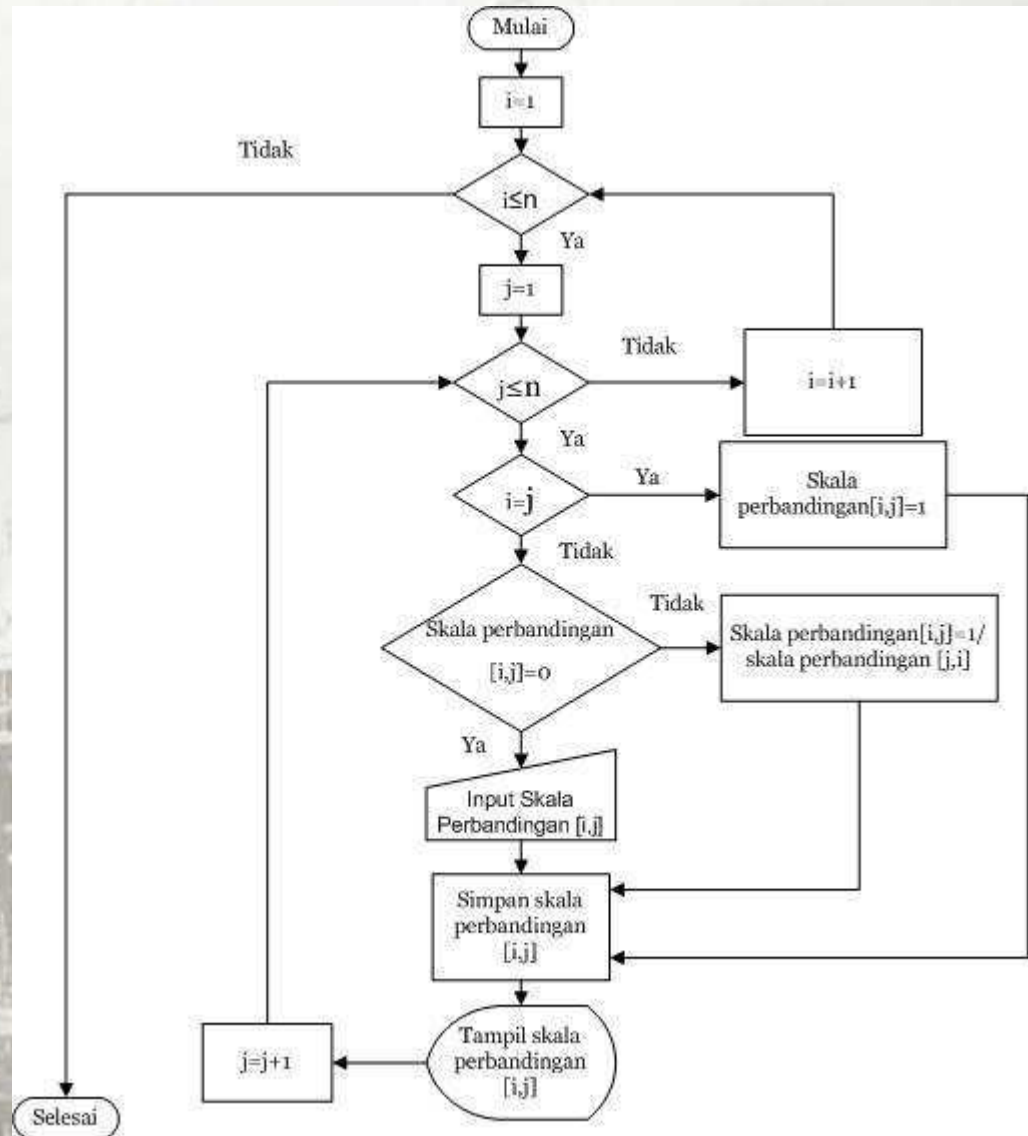 Mulai
i=1
Tidak
i≤n
Ya
j=1
Tidak
j≤n
i=i+1
Ya
i=j
Ya
Skala
perbandingan[i,j]=1
Tidak
Skala perbandingan
[i,j]=0
Tidak
Skala perbandingan[i,j]=1/
skala perbandingan [j,i]
Ya
Input Skala
Perbandingan [i,j]
Simpan skala
perbandingan
[i,j]
Tampil skala
perbandingan
[i,j]
j=j+1
Selesai